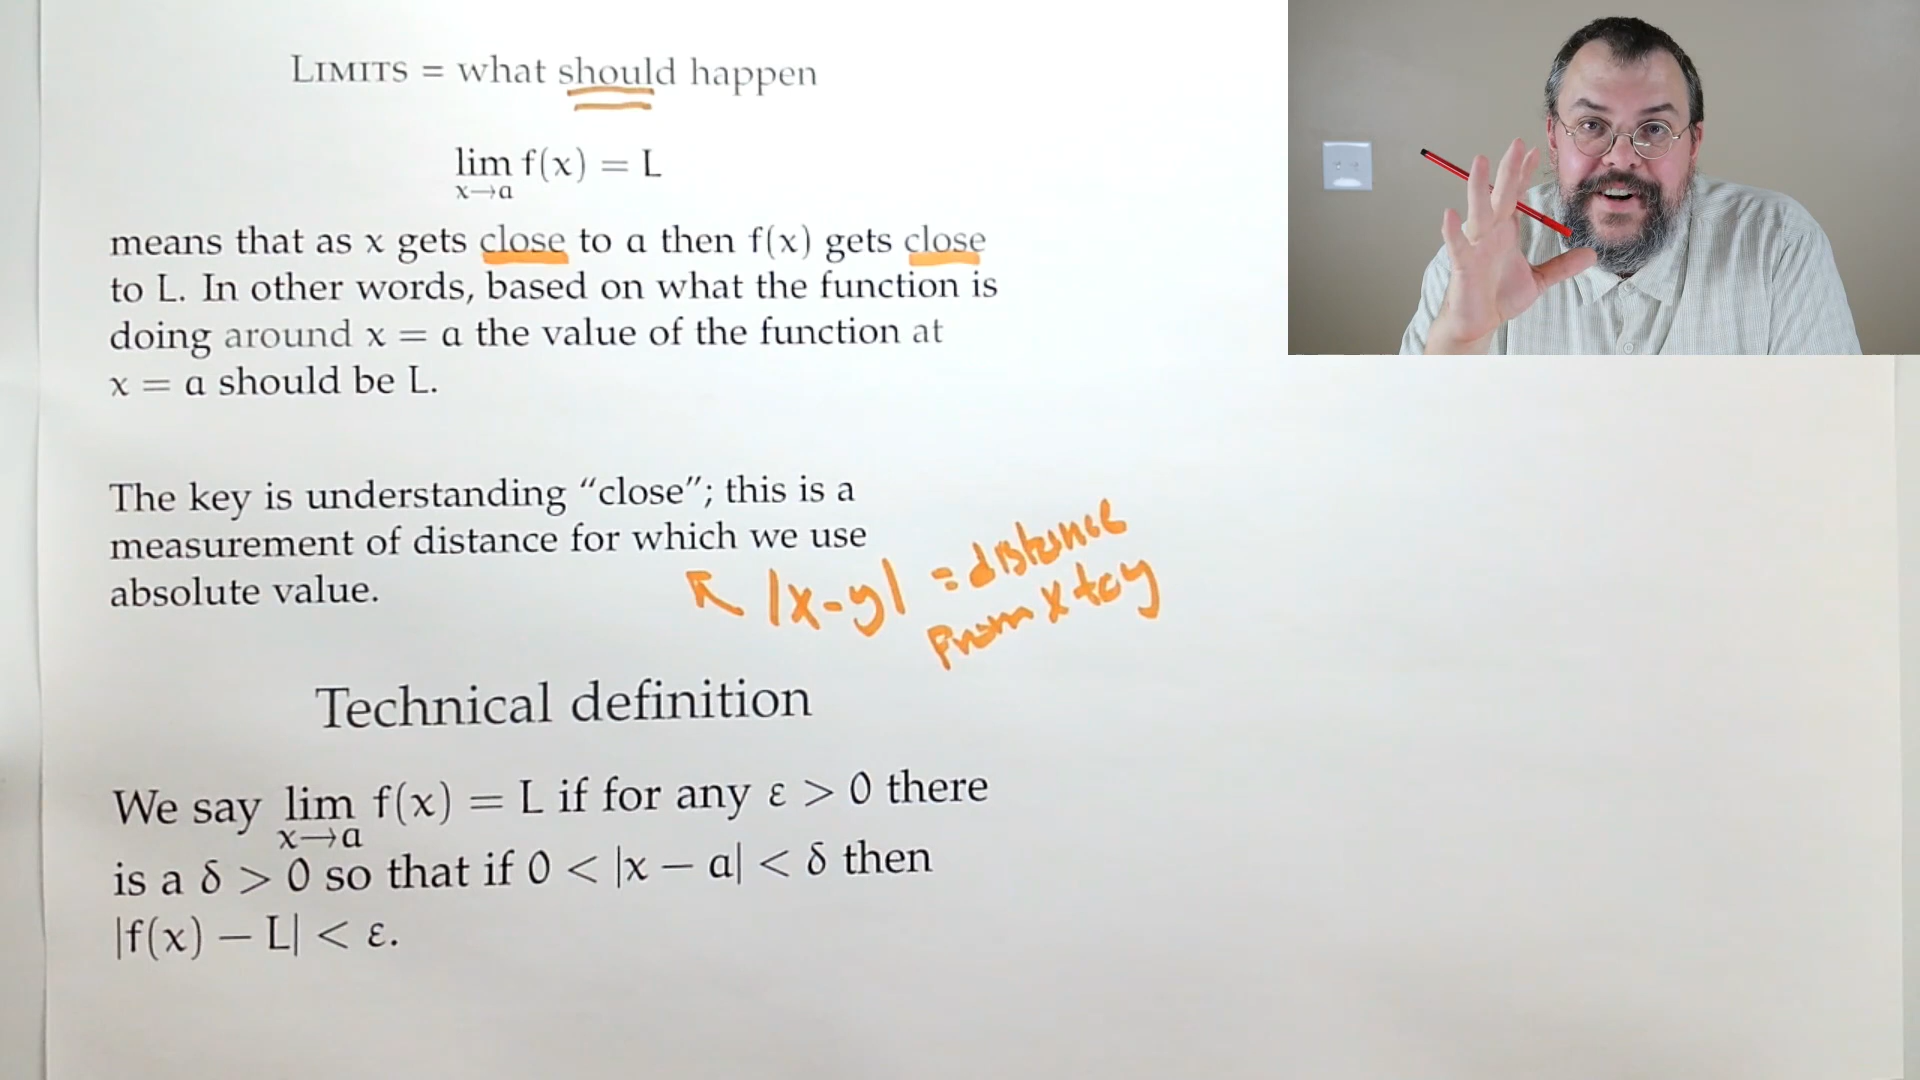 LIMITS = what should happen
lim f(x) = L
x→a
means that as x gets close to a then f(x) gets close
to L. In other words, based on what the function is
doing around x = a the value of the function at
x = a should be L.
The key is understanding “close”; this is a
measurement of distance for which we use
absolute value.
|x-y| = distance
from x to y
Technical definition
We say lim f(x) = L if for any ε > 0 there
x→a
is a δ > 0 so that if 0 < |x − a| < δ then
|f(x) − L| < ε.